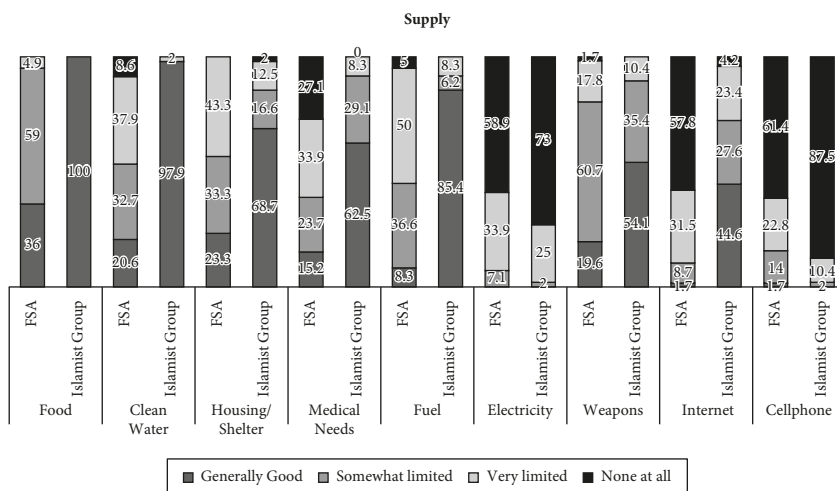 Supply
4.9
59
36
100
8.6
37.9
32.7
20.6
2
97.9
43.3
33.3
23.3
2
12.5
16.6
68.7
27.1
33.9
23.7
15.2
0
8.3
29.1
62.5
5
50
36.6
8.3
8.3
6.2
85.4
58.9
33.9
7.1
73
25
2
1.7
17.8
60.7
19.6
10.4
35.4
54.1
57.8
31.5
8.7
1.7
4.2
23.4
27.6
44.6
61.4
22.8
14
1.7
87.5
10.4
2
FSA
Islamist Group
FSA
Islamist Group
FSA
Islamist Group
FSA
Islamist Group
FSA
Islamist Group
FSA
Islamist Group
FSA
Islamist Group
FSA
Islamist Group
FSA
Islamist Group
Food
Clean
Water
Housing/
Shelter
Medical
Needs
Fuel
Electricity
Weapons
Internet
Cellphone
Generally Good
Somewhat limited
Very limited
None at all